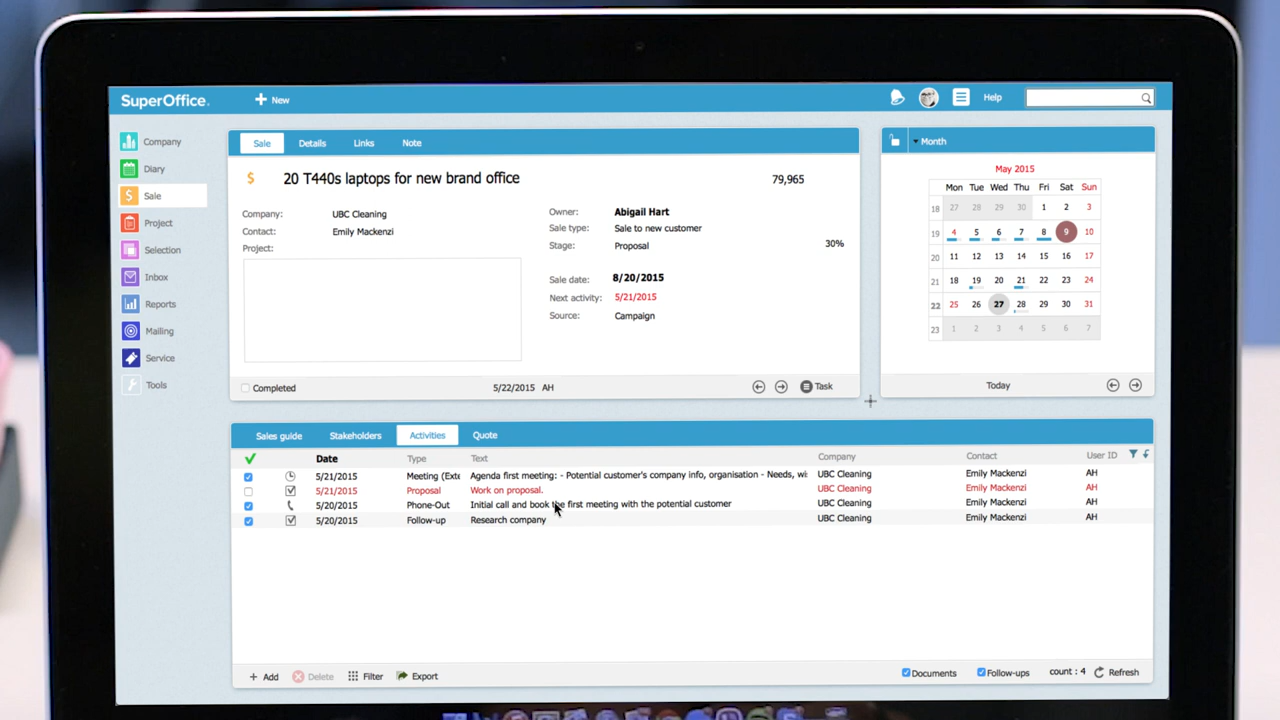 SuperOffice.
New
Help
Company
Diary
Sale
Project
Selection
Inbox
Reports
Mailing
Service
Tools
Sale Details Links Note
20 T440s laptops for new brand office 79,965
Company: UBC Cleaning
Contact: Emily Mackenzi
Project:
Owner: Abigail Hart
Sale type: Sale to new customer
Stage: Proposal 30%
Sale date: 8/20/2015
Next activity: 5/21/2015
Source: Campaign
Completed 5/22/2015 AH Task
Month
May 2015
Mon Tue Wed Thu Fri Sat Sun
18 27 28 29 30 1 2 3
19 4 5 6 7 8 9 10
20 11 12 13 14 15 16 17
21 18 19 20 21 22 23 24
22 25 26 27 28 29 30 31
23 1 2 3 4 5 6 7
Today
Sales guide Stakeholders Activities Quote
Date Type Text Company Contact User ID
5/21/2015 Meeting (Exte Agenda first meeting: - Potential customer's company info, organisation - Needs, wi: UBC Cleaning Emily Mackenzi AH
5/21/2015 Proposal Work on proposal. UBC Cleaning Emily Mackenzi AH
5/20/2015 Phone-Out Initial call and book the first meeting with the potential customer UBC Cleaning Emily Mackenzi AH
5/20/2015 Follow-up Research company UBC Cleaning Emily Mackenzi AH
+ Add Delete Filter Export Documents Follow-ups count : 4 Refresh